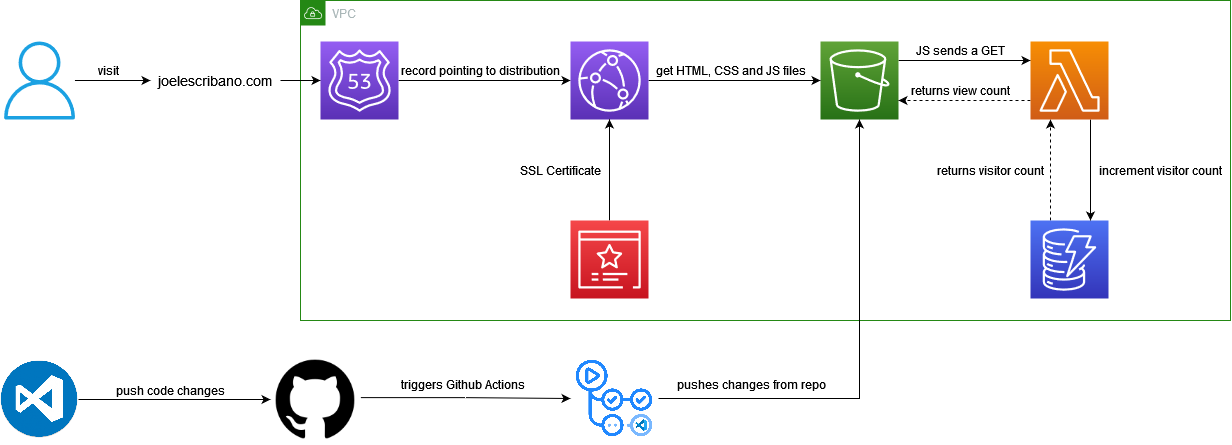 VPC
visit
joelescribano.com
53
record pointing to distribution
get HTML, CSS and JS files
JS sends a GET
returns view count
SSL Certificate
returns visitor count
increment visitor count
push code changes
triggers Github Actions
pushes changes from repo